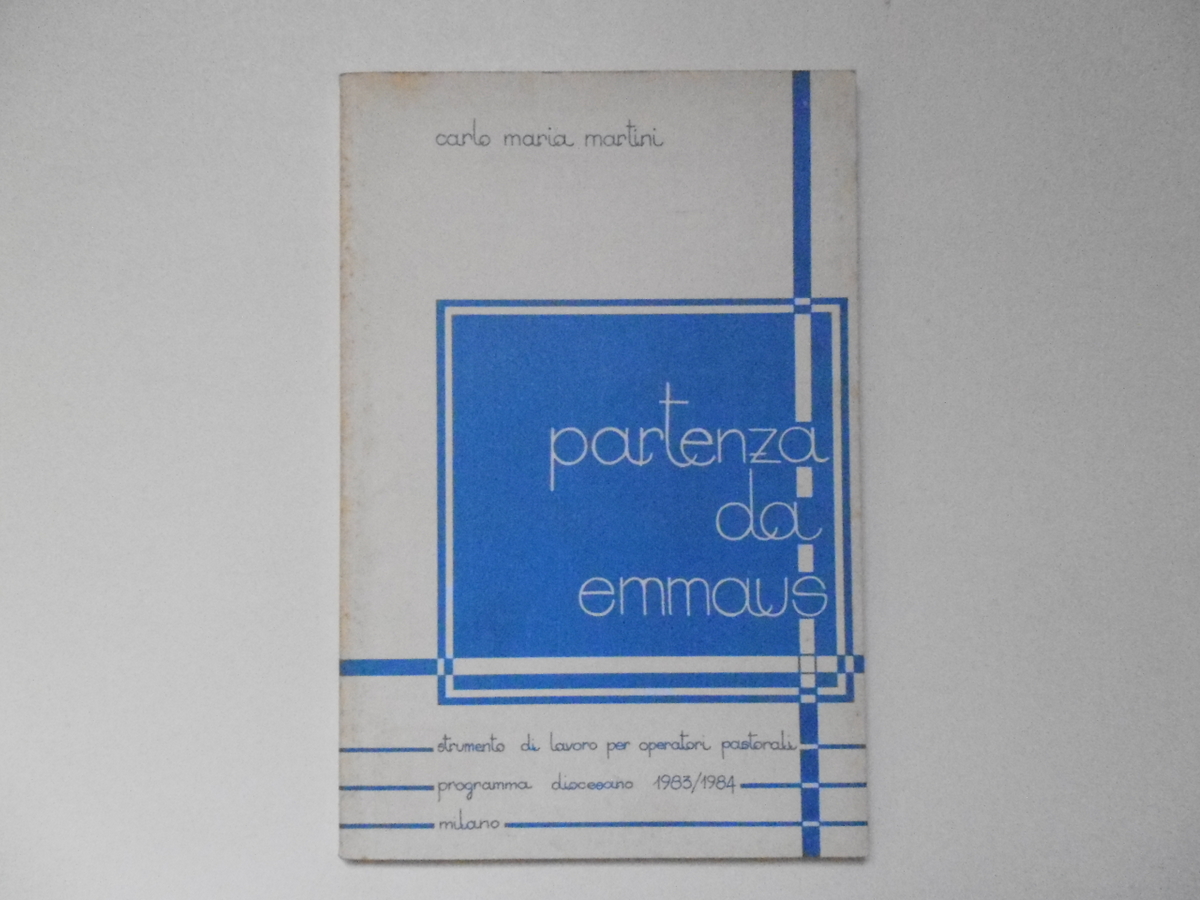 carlo maria martini
partenza
da
emmaus
strumento di lavoro per operatori pastorali
programma diocesano 1983/1984
milano